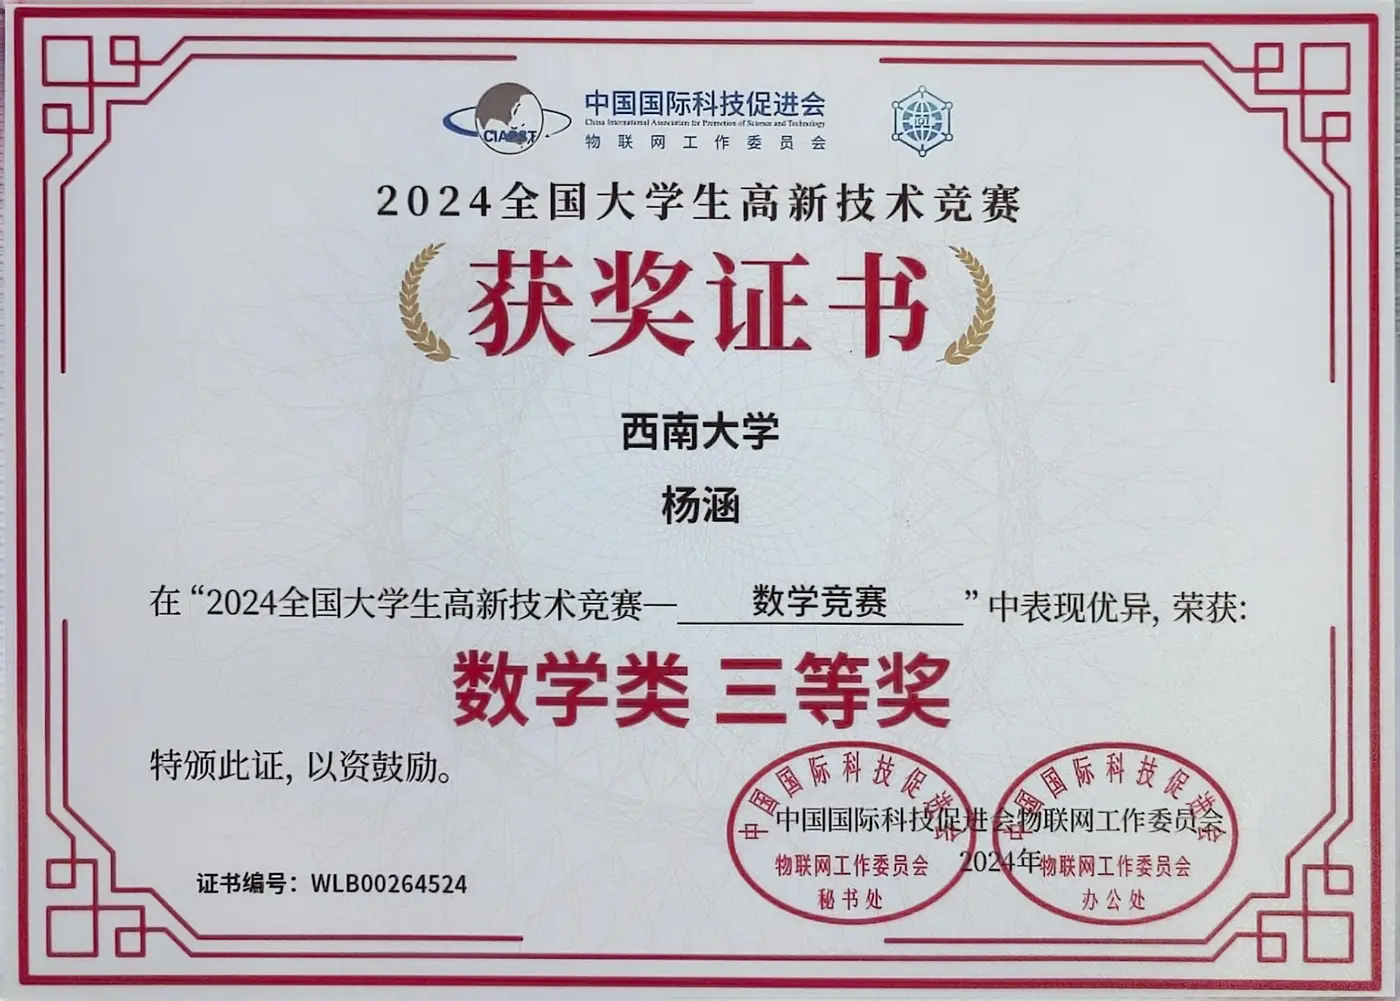 CIAPST
中国国际科技促进会
China International Association for Promotion of Science and Technology
物联网工作委员会
2024全国大学生高新技术竞赛
获奖证书
西南大学
杨涵
在“2024全国大学生高新技术竞赛—数学竞赛”中表现优异, 荣获:
数学类 三等奖
特颁此证, 以资鼓励。
中国国际科技促进会物联网工作委员会
2024年
中国国际科技促进会
物联网工作委员会
秘书处
中国国际科技促进会
物联网工作委员会
办公处
证书编号：WLB00264524